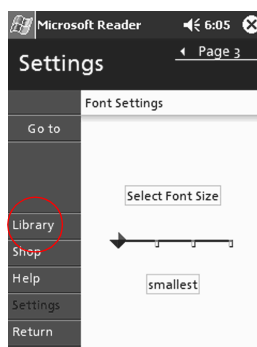 Microsoft Reader 6:05
Settings
Page 3
Font Settings
Go to
Select Font Size
Library
Shop
Help
smallest
Settings
Return